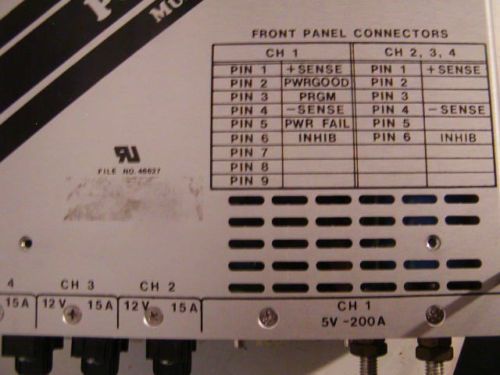 P
MU
FRONT PANEL CONNECTORS
CH 1 CH 2, 3, 4
PIN 1 +SENSE PIN 1 +SENSE
PIN 2 PWRGOOD PIN 2
PIN 3 PRGM PIN 3
PIN 4 -SENSE PIN 4 -SENSE
PIN 5 PWR FAIL PIN 5
PIN 6 INHIB PIN 6 INHIB
PIN 7
PIN 8
PIN 9
FILE NO. 46627
4 CH 3 CH 2 CH 1
15A 12V 15A 12V 15A 5V-200A